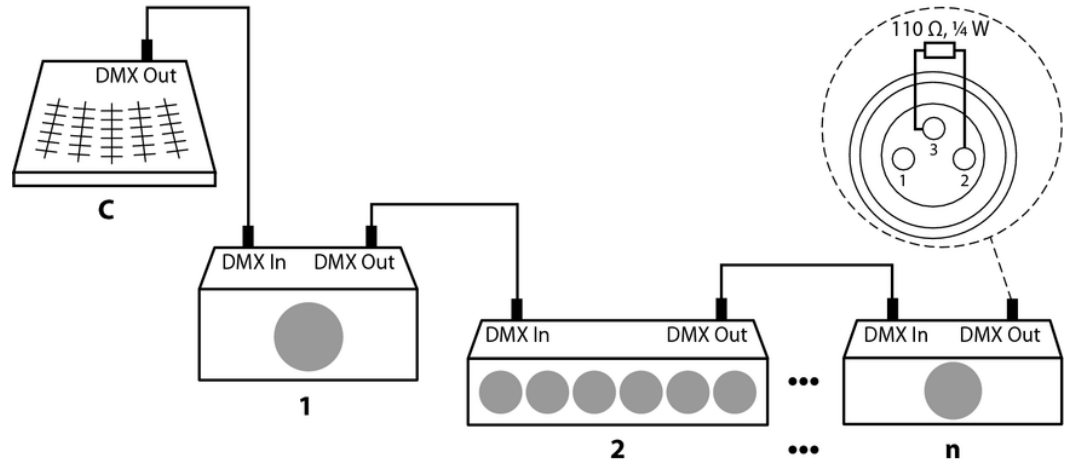 110 Ω, ¼ W
3
1
2
DMX Out
C
DMX In
DMX Out
1
DMX In
DMX Out
2
•••
•••
DMX In
DMX Out
n